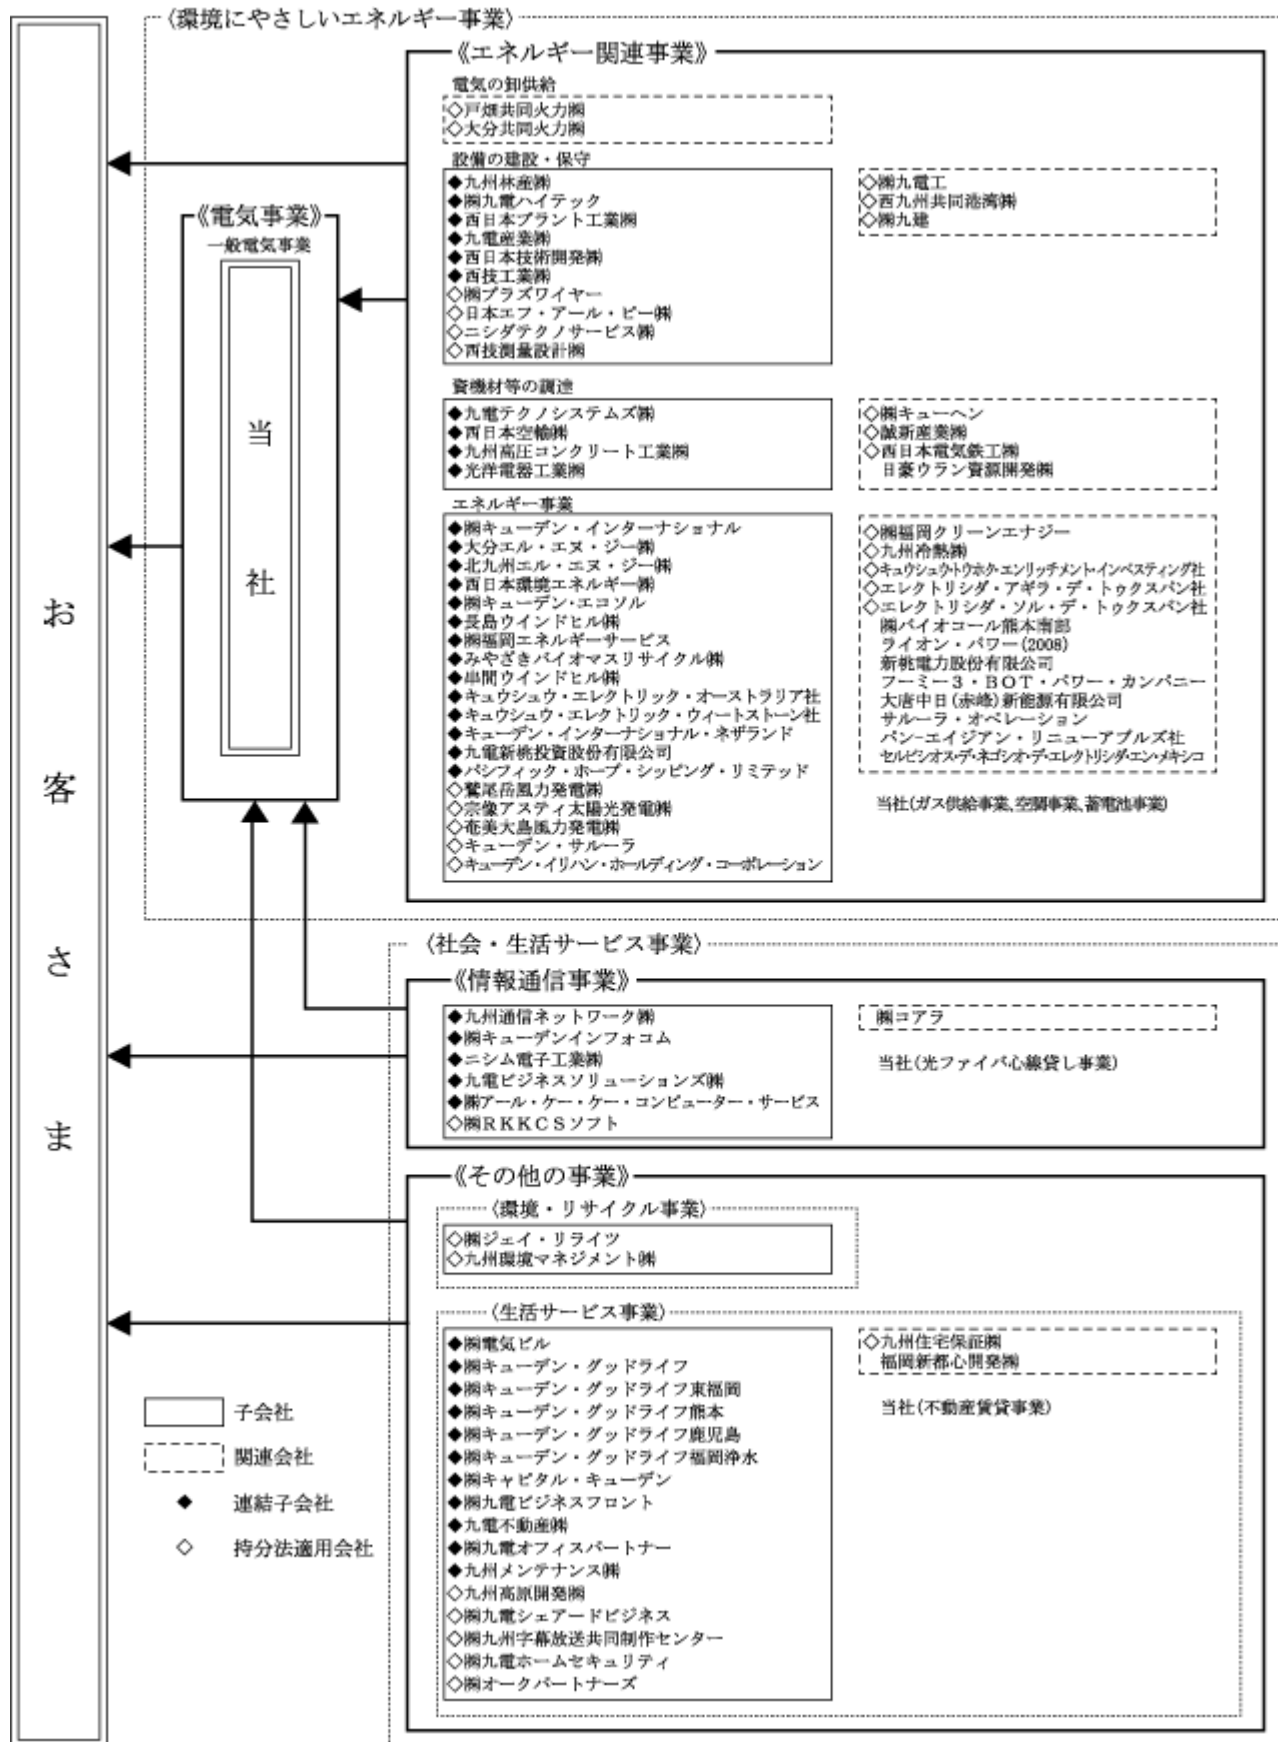 〈環境にやさしいエネルギー事業〉
《エネルギー関連事業》
電気の卸供給
◇戸畑共同火力㈱
◇大分共同火力㈱
設備の建設・保守
◆九州林産㈱
◆㈱九電ハイテック
◆西日本プラント工業㈱
◆九電産業㈱
◆西日本技術開発㈱
◆西技工業㈱
◇㈱プラズワイヤー
◇日本エフ・アール・ピー㈱
◇ニシダテクノサービス㈱
◇西技測量設計㈱
◇㈱九電工
◇西九州共同港湾㈱
◇㈱九建
資機材等の調達
◆九電テクノシステムズ㈱
◆西日本空輸㈱
◆九州高圧コンクリート工業㈱
◆光洋電器工業㈱
◇㈱キューヘン
◇誠新産業㈱
◇西日本電気鉄工㈱
日豪ウラン資源開発㈱
エネルギー事業
◆㈱キューデン・インターナショナル
◆大分エル・エヌ・ジー㈱
◆北九州エル・エヌ・ジー㈱
◆西日本環境エネルギー㈱
◆㈱キューデン・エコソル
◆長島ウインドヒル㈱
◆㈱福岡エネルギーサービス
◆みやざきバイオマスリサイクル㈱
◆串間ウインドヒル㈱
◆キュウシュウ・エレクトリック・オーストラリア社
◆キュウシュウ・エレクトリック・ウィートストーン社
◆キューデン・インターナショナル・ネザランド
◆九電新桃投資股份有限公司
◆パシフィック・ホープ・シッピング・リミテッド
◇鷲尾岳風力発電㈱
◇宗像アスティ太陽光発電㈱
◇奄美大島風力発電㈱
◇キューデン・サルーラ
◇キューデン・イリハン・ホールディング・コーポレーション
◇㈱福岡クリーンエナジー
◇九州冷熱㈱
◇キュウシュウ・トウホク・エンリッチメント・インベスティング社
◇エレクトリシダ・アギラ・デ・トゥクスパン社
◇エレクトリシダ・ソル・デ・トゥクスパン社
㈱バイオコール熊本南部
ライオン・パワー(2008)
新桃電力股份有限公司
フーミー3・BOT・パワー・カンパニー
大唐中日(赤峰)新能源有限公司
サルーラ・オペレーション
パン-エイジアン・リニューアブルズ社
セルビシオス・デ・ネゴシオ・デ・エレクトリシダ・エン・メキシコ
当社(ガス供給事業、空調事業、蓄電池事業)
《電気事業》
一般電気事業
当社
お客さま
〈社会・生活サービス事業〉
《情報通信事業》
◆九州通信ネットワーク㈱
◆㈱キューデンインフォコム
◆ニシム電子工業㈱
◆九電ビジネスソリューションズ㈱
◆㈱アール・ケー・ケー・コンピューター・サービス
◇㈱RKKCSソフト
㈱コアラ
当社(光ファイバ心線貸し事業)
《その他の事業》
〈環境・リサイクル事業〉
◇㈱ジェイ・リライツ
◇九州環境マネジメント㈱
〈生活サービス事業〉
◆㈱電気ビル
◆㈱キューデン・グッドライフ
◆㈱キューデン・グッドライフ東福岡
◆㈱キューデン・グッドライフ熊本
◆㈱キューデン・グッドライフ鹿児島
◆㈱キューデン・グッドライフ福岡浄水
◆㈱キャピタル・キューデン
◆㈱九電ビジネスフロント
◆九電不動産㈱
◆㈱九電オフィスパートナー
◆九州メンテナンス㈱
◇九州高原開発㈱
◇㈱九電シェアードビジネス
◇㈱九州字幕放送共同制作センター
◇㈱九電ホームセキュリティ
◇㈱オークパートナーズ
◇九州住宅保証㈱
福岡新都心開発㈱
当社(不動産賃貸事業)
子会社
関連会社
◆ 連結子会社
◇ 持分法適用会社